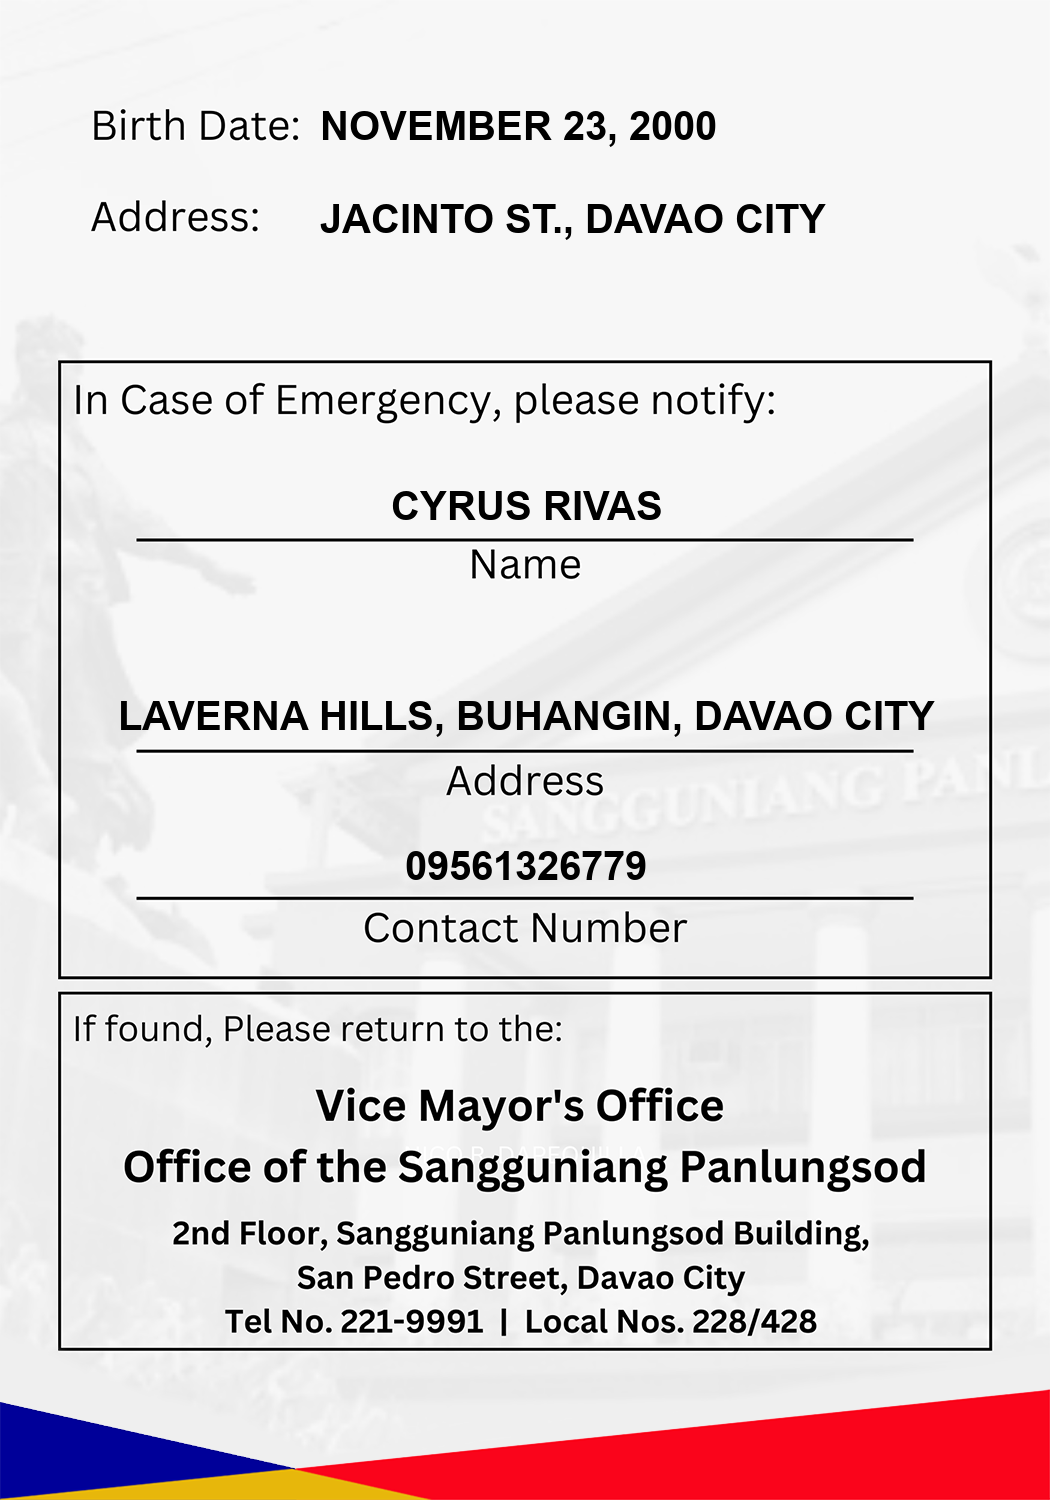 Birth Date: NOVEMBER 23, 2000
Address: JACINTO ST., DAVAO CITY
In Case of Emergency, please notify:
CYRUS RIVAS
Name
LAVERNA HILLS, BUHANGIN, DAVAO CITY
Address
SANGGUNIANG PANL
09561326779
Contact Number
If found, Please return to the:
Vice Mayor's Office
Office of the Sangguniang Panlungsod
2nd Floor, Sangguniang Panlungsod Building,
San Pedro Street, Davao City
Tel No. 221-9991 | Local Nos. 228/428